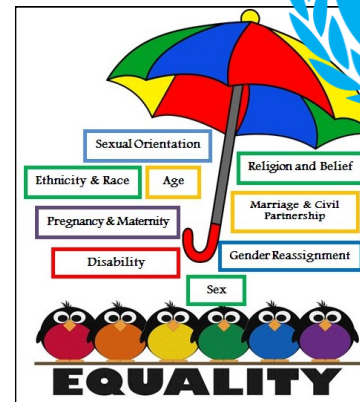 Sexual Orientation
Religion and Belief
Ethnicity & Race
Age
Marriage & Civil
Partnership
Pregnancy & Maternity
Gender Reassignment
Disability
Sex
EQUALITY